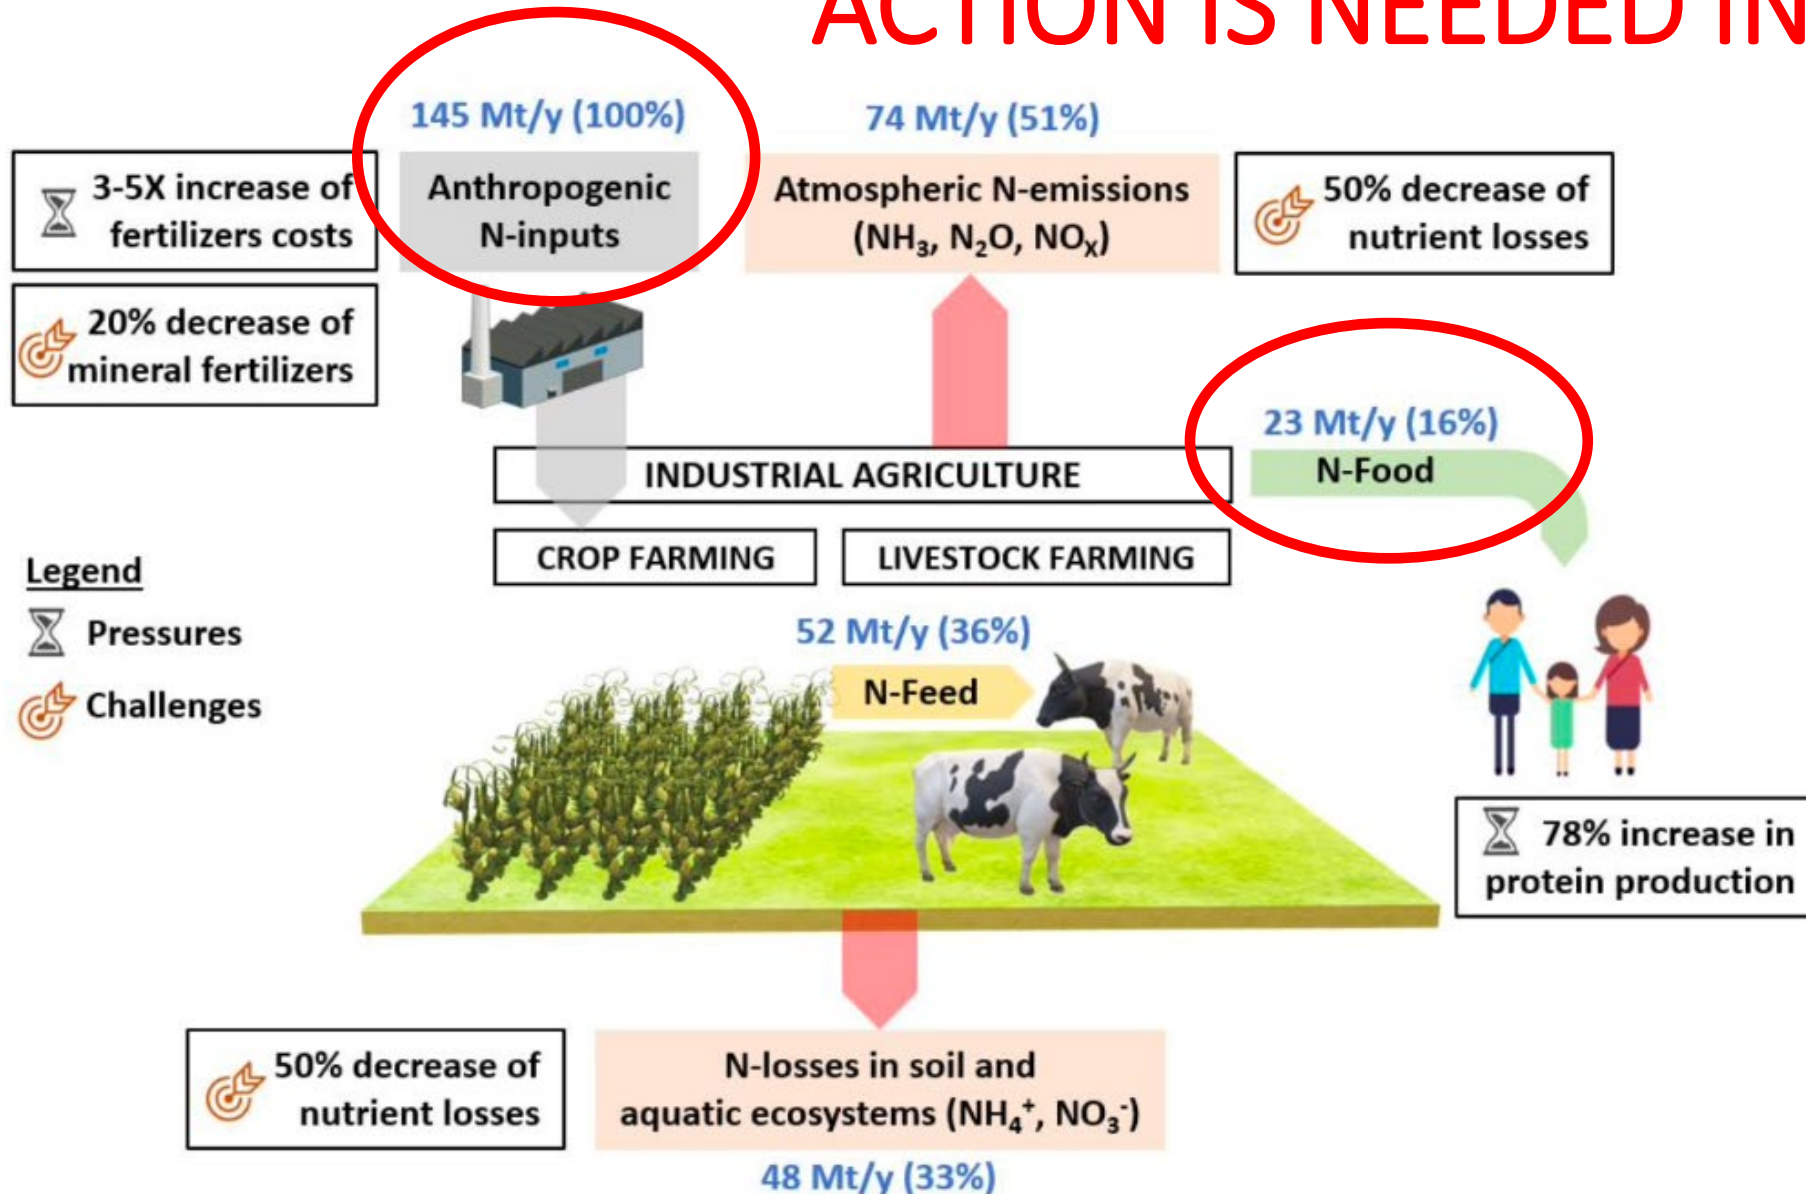 ACTION IS NEEDED IN
145 Mt/y (100%)
74 Mt/y (51%)
3-5X increase of
fertilizers costs
Anthropogenic
N-inputs
Atmospheric N-emissions
(NH₃, N₂O, NOₓ)
50% decrease of
nutrient losses
20% decrease of
mineral fertilizers
23 Mt/y (16%)
N-Food
INDUSTRIAL AGRICULTURE
CROP FARMING
LIVESTOCK FARMING
Legend
Pressures
Challenges
52 Mt/y (36%)
N-Feed
78% increase in
protein production
50% decrease of
nutrient losses
N-losses in soil and
aquatic ecosystems (NH₄⁺, NO₃⁻)
48 Mt/y (33%)